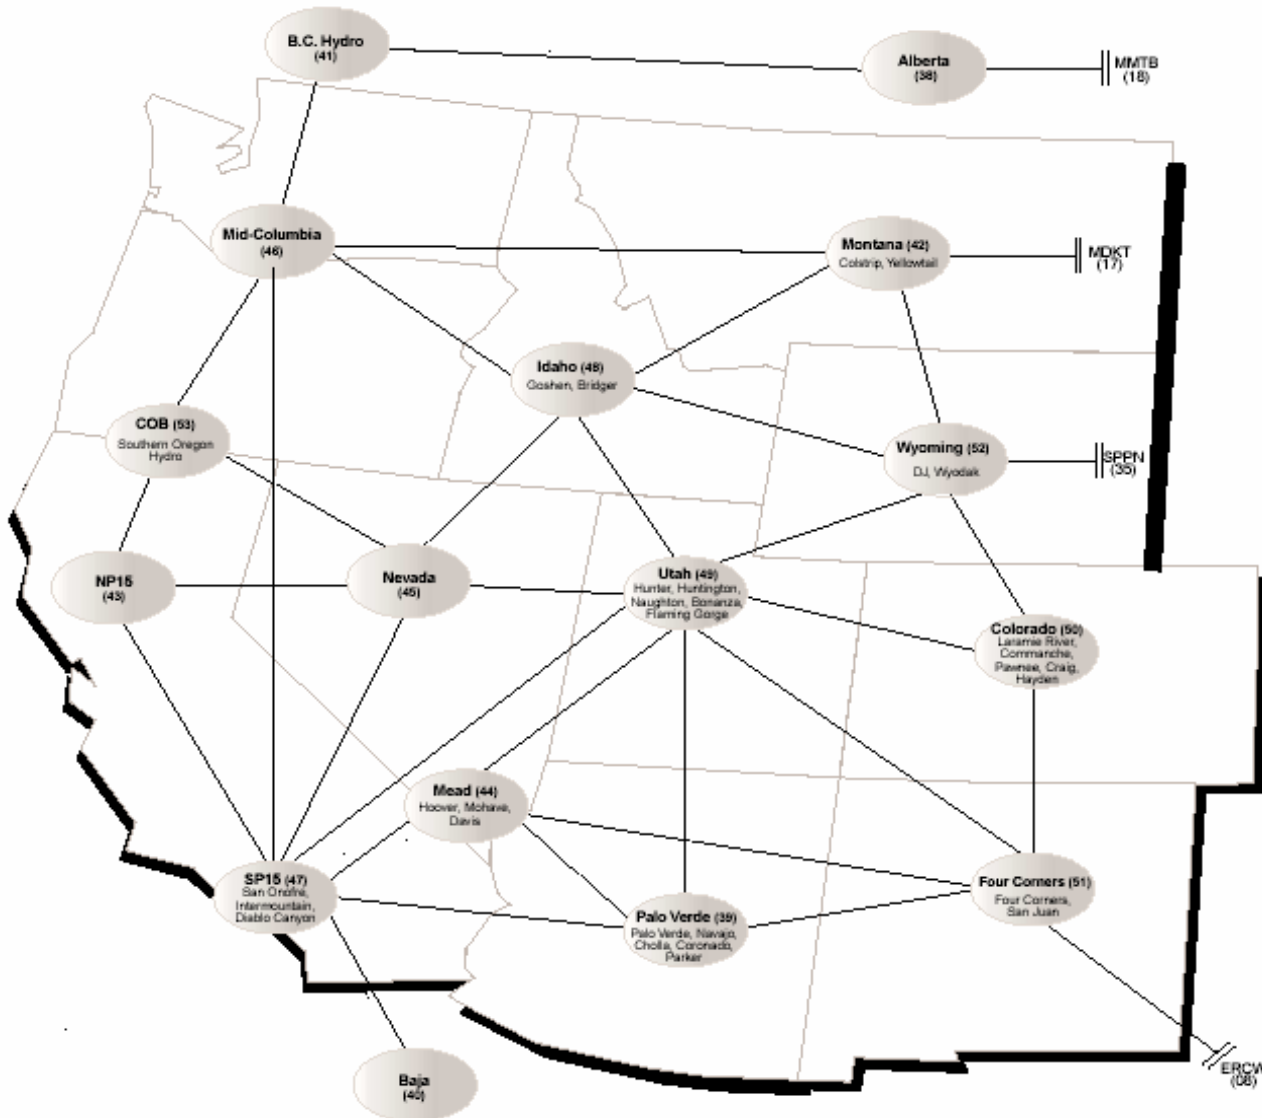 B.C. Hydro
(41)
Alberta
(38)
MMTB
(18)
Mid-Columbia
(46)
Montana (42)
Colstrip, Yellowtail
MDKT
(17)
Idaho (48)
Goshen, Bridger
COB (53)
Southern Oregon
Hydro
Wyoming (52)
DJ, Wyodak
SPPN
(35)
NP15
(43)
Nevada
(45)
Utah (49)
Hunter, Huntington,
Naughton, Bonanza,
Flaming Gorge
Colorado (50)
Laramie River,
Commanche,
Pawnee, Craig,
Hayden
Mead (44)
Hoover, Mohave,
Davis
SP15 (47)
San Onofre,
Intermountain,
Diablo Canyon
Palo Verde (39)
Palo Verde, Navajo,
Cholla, Coronado,
Parker
Four Corners (51)
Four Corners,
San Juan
ERCW
(08)
Baja
(40)